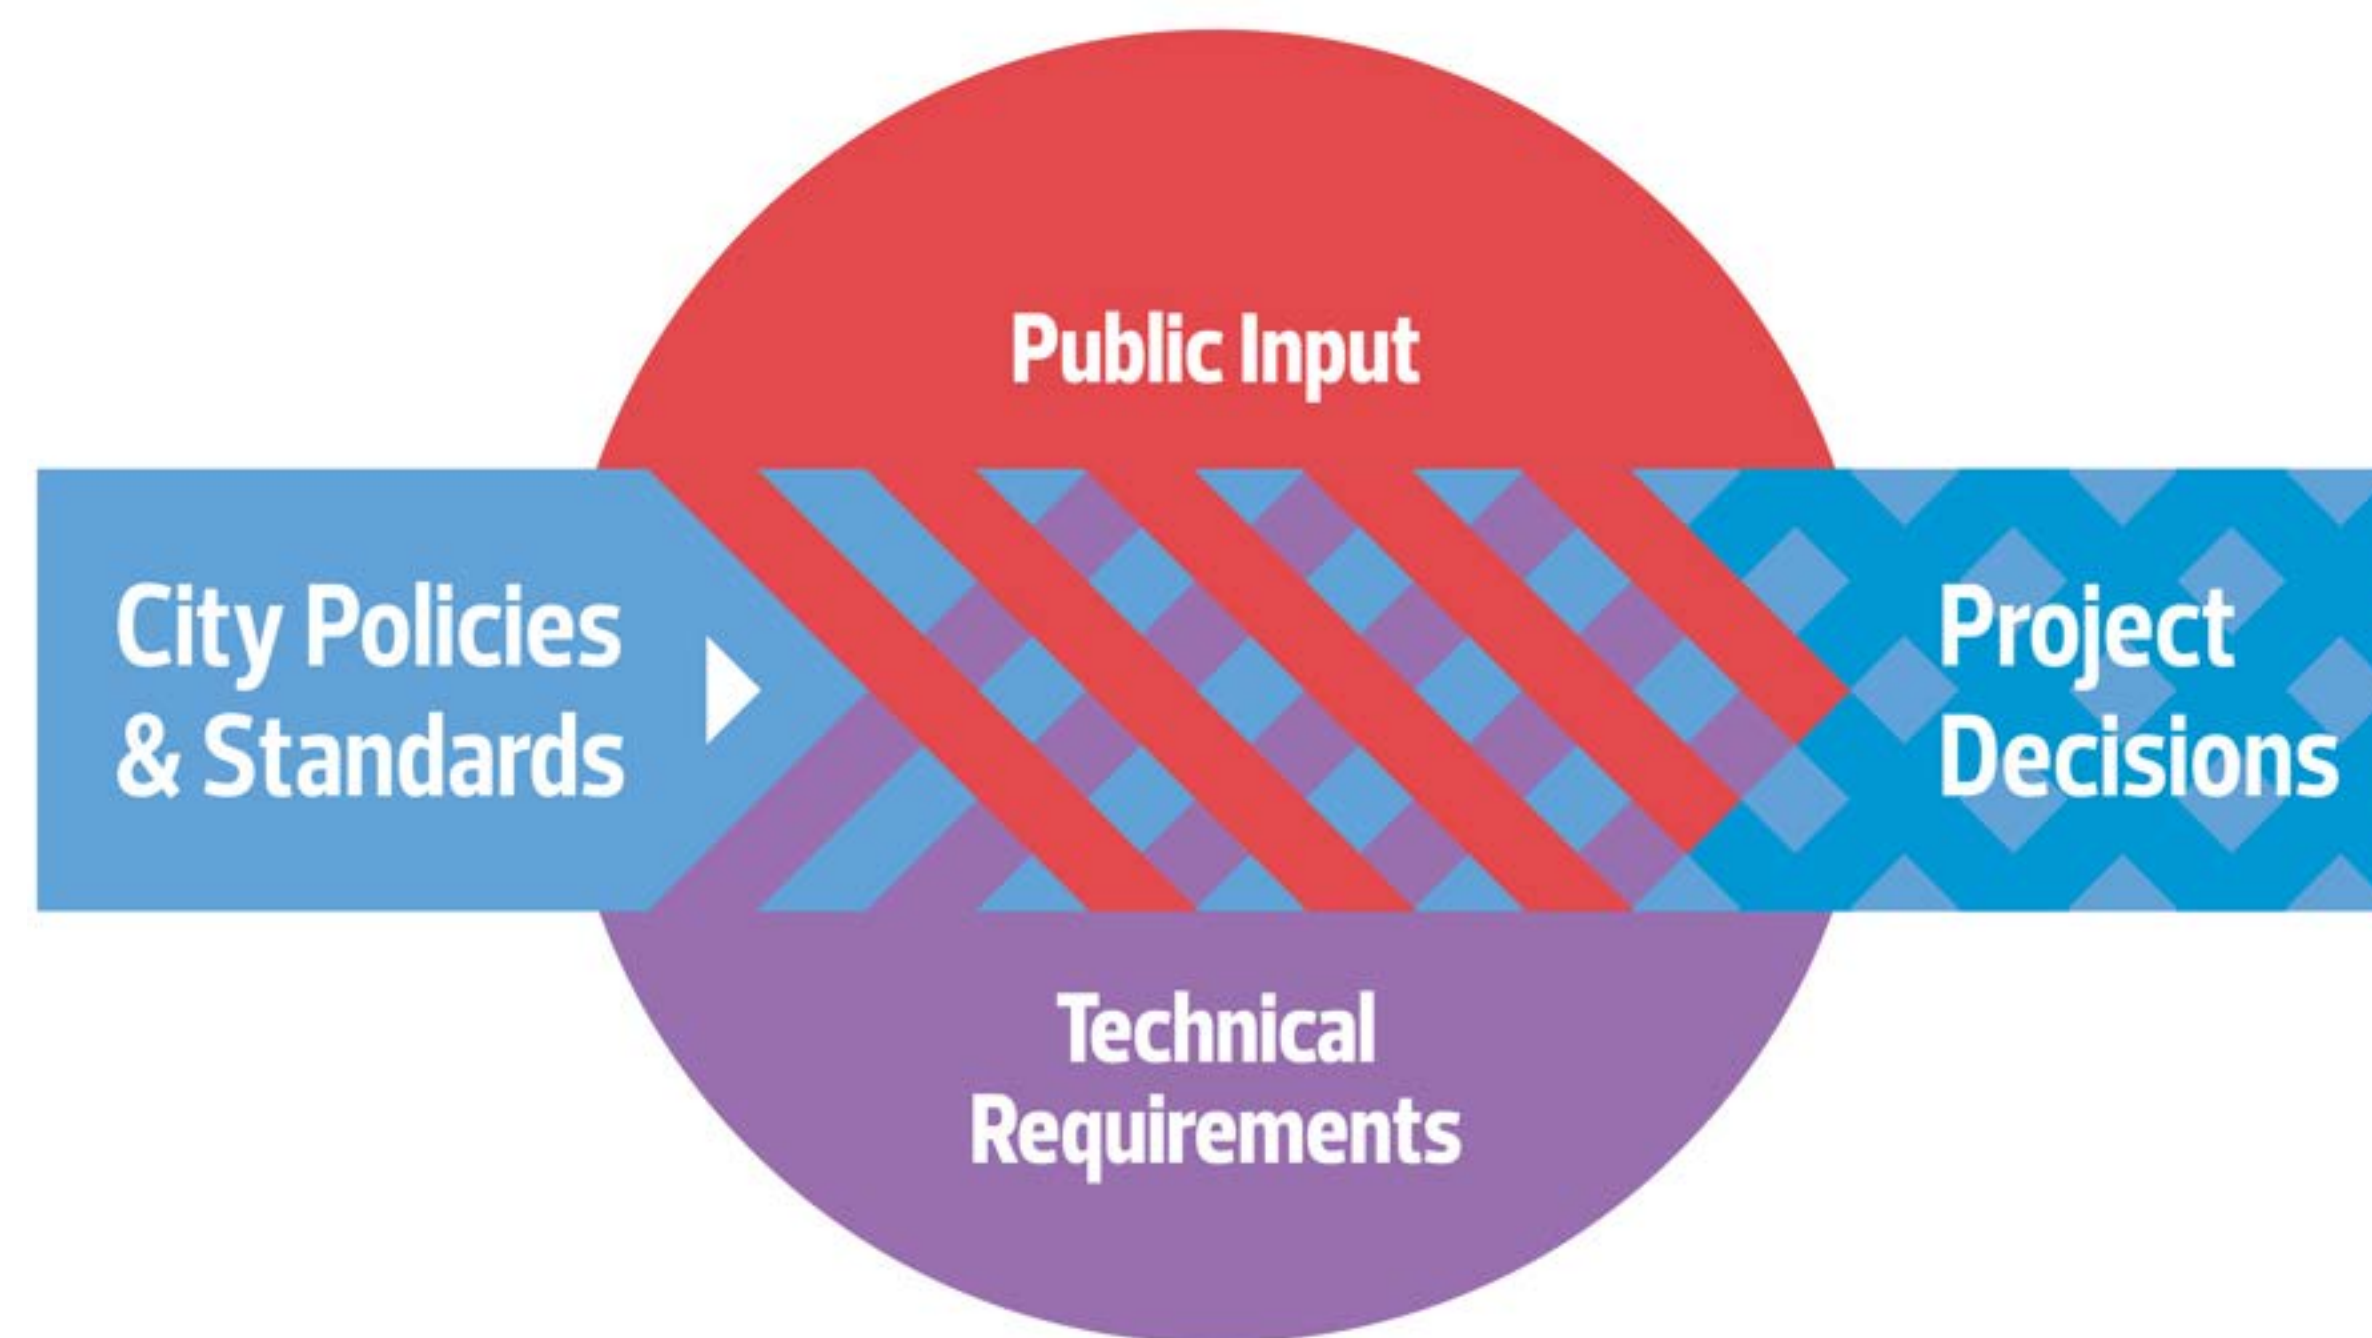 Public Input
City Policies
& Standards
Project
Decisions
Technical
Requirements